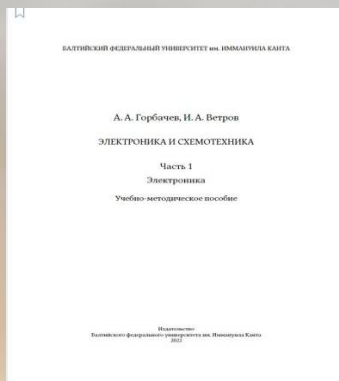 БАЛТИЙСКИЙ ФЕДЕРАЛЬНЫЙ УНИВЕРСИТЕТ им. ИММАНУИЛА КАНТА
А. А. Горбачев, И. А. Ветров
ЭЛЕКТРОНИКА И СХЕМОТЕХНИКА
Часть 1
Электроника
Учебно-методическое пособие
Издательство
Балтийского федерального университета им. Иммануила Канта
2022